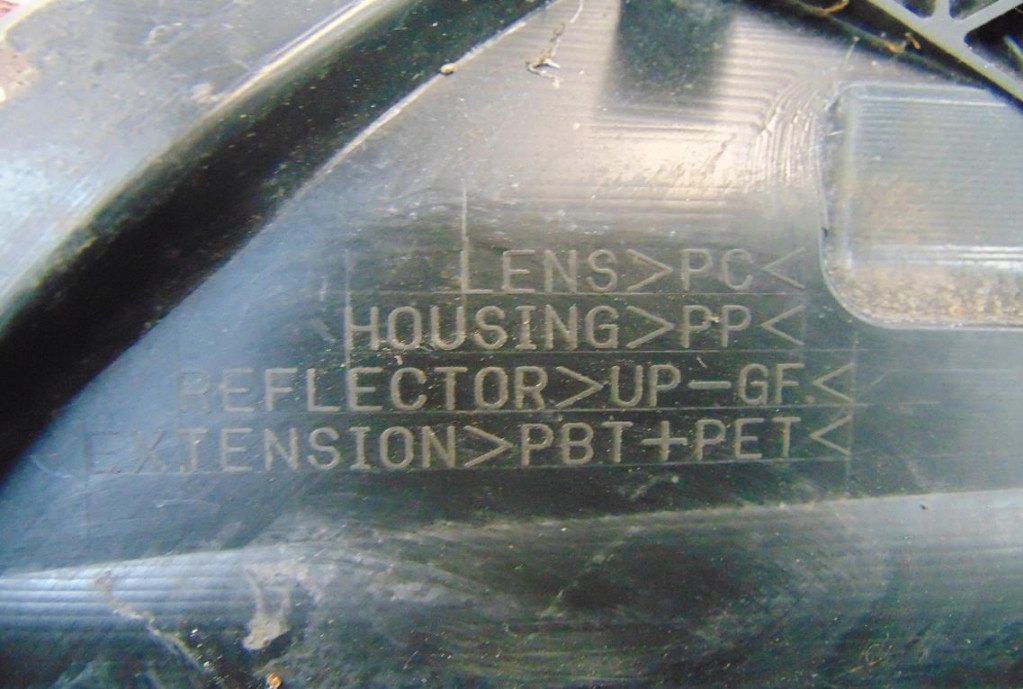 LENS>PC<
HOUSING>PP<
REFLECTOR>UP-GF<
EXTENSION>PBT+PET<